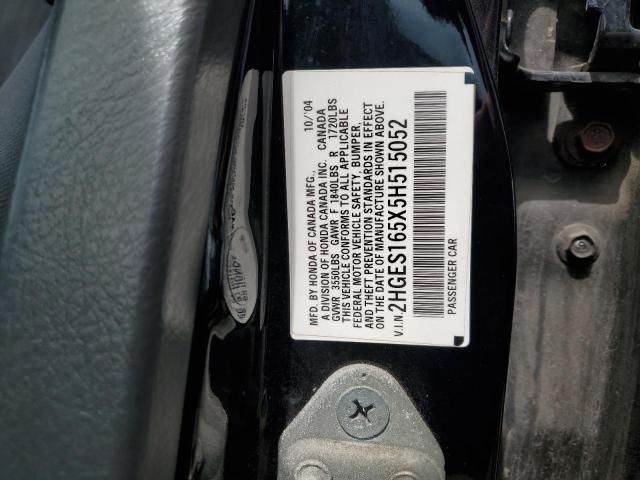 MFD. BY HONDA OF CANADA MFG., 10/'04
A DIVISION OF HONDA CANADA INC. CANADA
GVWR 3550LBS GAWR F 1840LBS R 1720LBS
THIS VEHICLE CONFORMS TO ALL APPLICABLE
FEDERAL MOTOR VEHICLE SAFETY, BUMPER,
AND THEFT PREVENTION STANDARDS IN EFFECT
ON THE DATE OF MANUFACTURE SHOWN ABOVE.
V.I.N. 2HGES165X5H515052
PASSENGER CAR